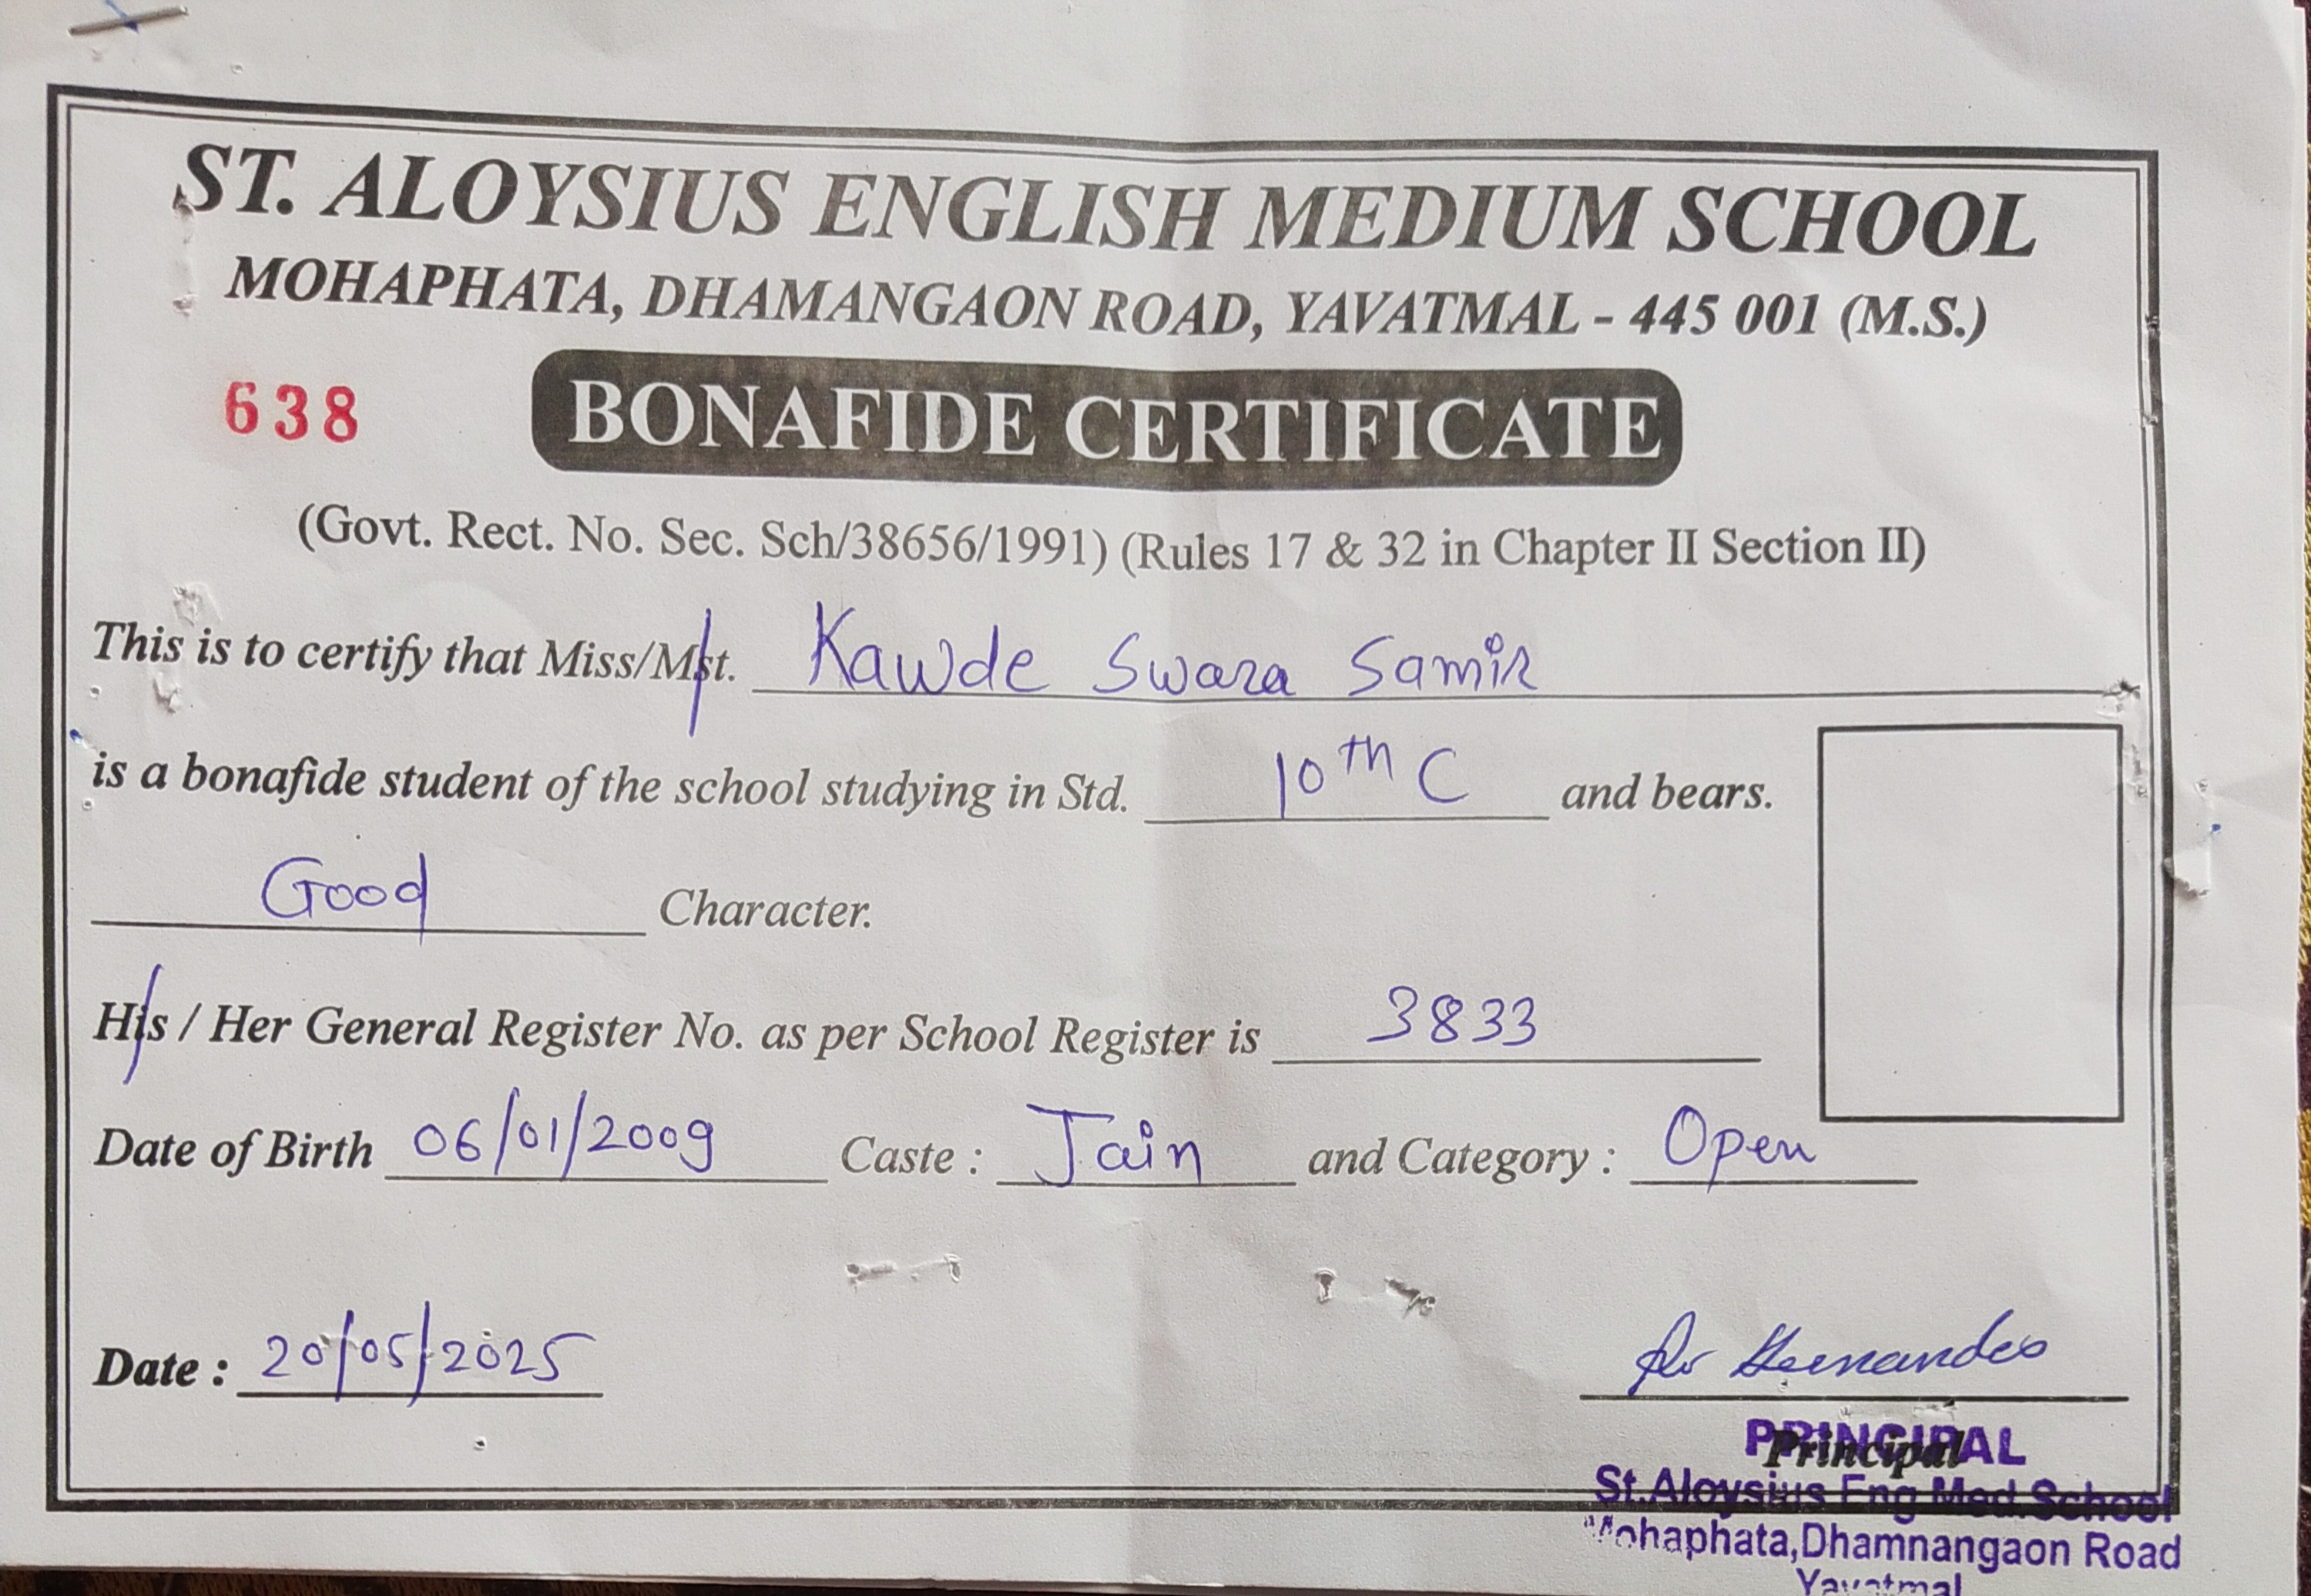 ST. ALOYSIUS ENGLISH MEDIUM SCHOOL
MOHAPHATA, DHAMANGAON ROAD, YAVATMAL - 445 001 (M.S.)
638 BONAFIDE CERTIFICATE
(Govt. Rect. No. Sec. Sch/38656/1991) (Rules 17 & 32 in Chapter II Section II)
This is to certify that Miss/Mst. Kawde Swara Samir
is a bonafide student of the school studying in Std. 10th C and bears.
Good Character.
His / Her General Register No. as per School Register is 3833
Date of Birth 06/01/2009 Caste : Jain and Category : Open
Date : 20/05/2025
Principal
PRINCIPAL
St.Aloysius Eng Med.School
Mohaphata,Dhamnangaon Road
Yavatmal